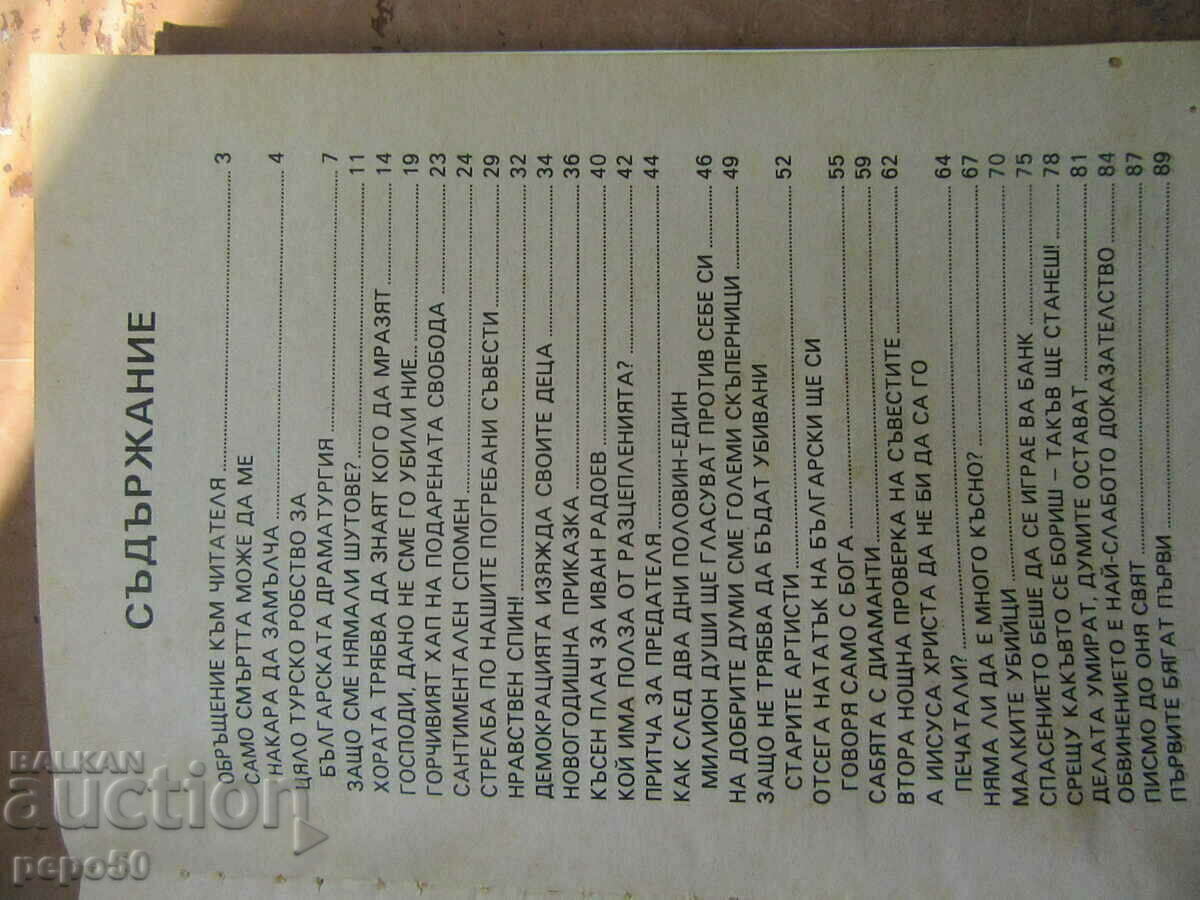 СЪДЪРЖАНИЕ
ОБРЪЩЕНИЕ КЪМ ЧИТАТЕЛЯ 3
САМО СМЪРТТА МОЖЕ ДА МЕ
НАКАРА ДА ЗАМЪЛЧА 4
ЦЯЛО ТУРСКО РОБСТВО ЗА
БЪЛГАРСКАТА ДРАМАТУРГИЯ 7
ЗАЩО СМЕ НЯМАЛИ ШУТОВЕ? 11
ХОРАТА ТРЯБВА ДА ЗНАЯТ КОГО ДА МРАЗЯТ 14
ГОСПОДИ, ДАНО НЕ СМЕ ГО УБИЛИ НИЕ 19
ГОРЧИВИЯТ ХАП НА ПОДАРЕНАТА СВОБОДА 23
САНТИМЕНТАЛЕН СПОМЕН 24
СТРЕЛБА ПО НАШИТЕ ПОГРЕБАНИ СЪВЕСТИ 29
НРАВСТВЕН СПИН! 32
ДЕМОКРАЦИЯТА ИЗЯЖДА СВОИТЕ ДЕЦА 34
НОВОГОДИШНА ПРИКАЗКА 36
КЪСЕН ПЛАЧ ЗА ИВАН РАДОЕВ 40
КОЙ ИМА ПОЛЗА ОТ РАЗЦЕПЛЕНИЯТА? 42
ПРИТЧА ЗА ПРЕДАТЕЛЯ 44
КАК СЛЕД ДВА ДНИ ПОЛОВИН-ЕДИН
МИЛИОН ДУШИ ЩЕ ГЛАСУВАТ ПРОТИВ СЕБЕ СИ 46
НА ДОБРИТЕ ДУМИ СМЕ ГОЛЕМИ СКЪПЕРНИЦИ 49
ЗАЩО НЕ ТРЯБВА ДА БЪДАТ УБИВАНИ
СТАРИТЕ АРТИСТИ 52
ОТСЕГА НАТАТЪК НА БЪЛГАРСКИ ЩЕ СИ
ГОВОРЯ САМО С БОГА 55
САБЯТА С ДИАМАНТИ 59
ВТОРА НОЩНА ПРОВЕРКА НА СЪВЕСТИТЕ 62
А ИИСУСА ХРИСТА ДА НЕ БИ ДА СА ГО
ПЕЧАТАЛИ? 64
НЯМА ЛИ ДА Е МНОГО КЪСНО? 67
МАЛКИТЕ УБИЙЦИ 70
СПАСЕНИЕТО БЕШЕ ДА СЕ ИГРАЕ ВА БАНК 75
СРЕЩУ КАКЪВТО СЕ БОРИШ – ТАКЪВ ЩЕ СТАНЕШ! 78
ДЕЛАТА УМИРАТ, ДУМИТЕ ОСТАВАТ 81
ОБВИНЕНИЕТО Е НАЙ-СЛАБОТО ДОКАЗАТЕЛСТВО 84
ПИСМО ДО ОНЯ СВЯТ 87
ПЪРВИТЕ БЯГАТ ПЪРВИ 89
BALKAN
auction
pepo50